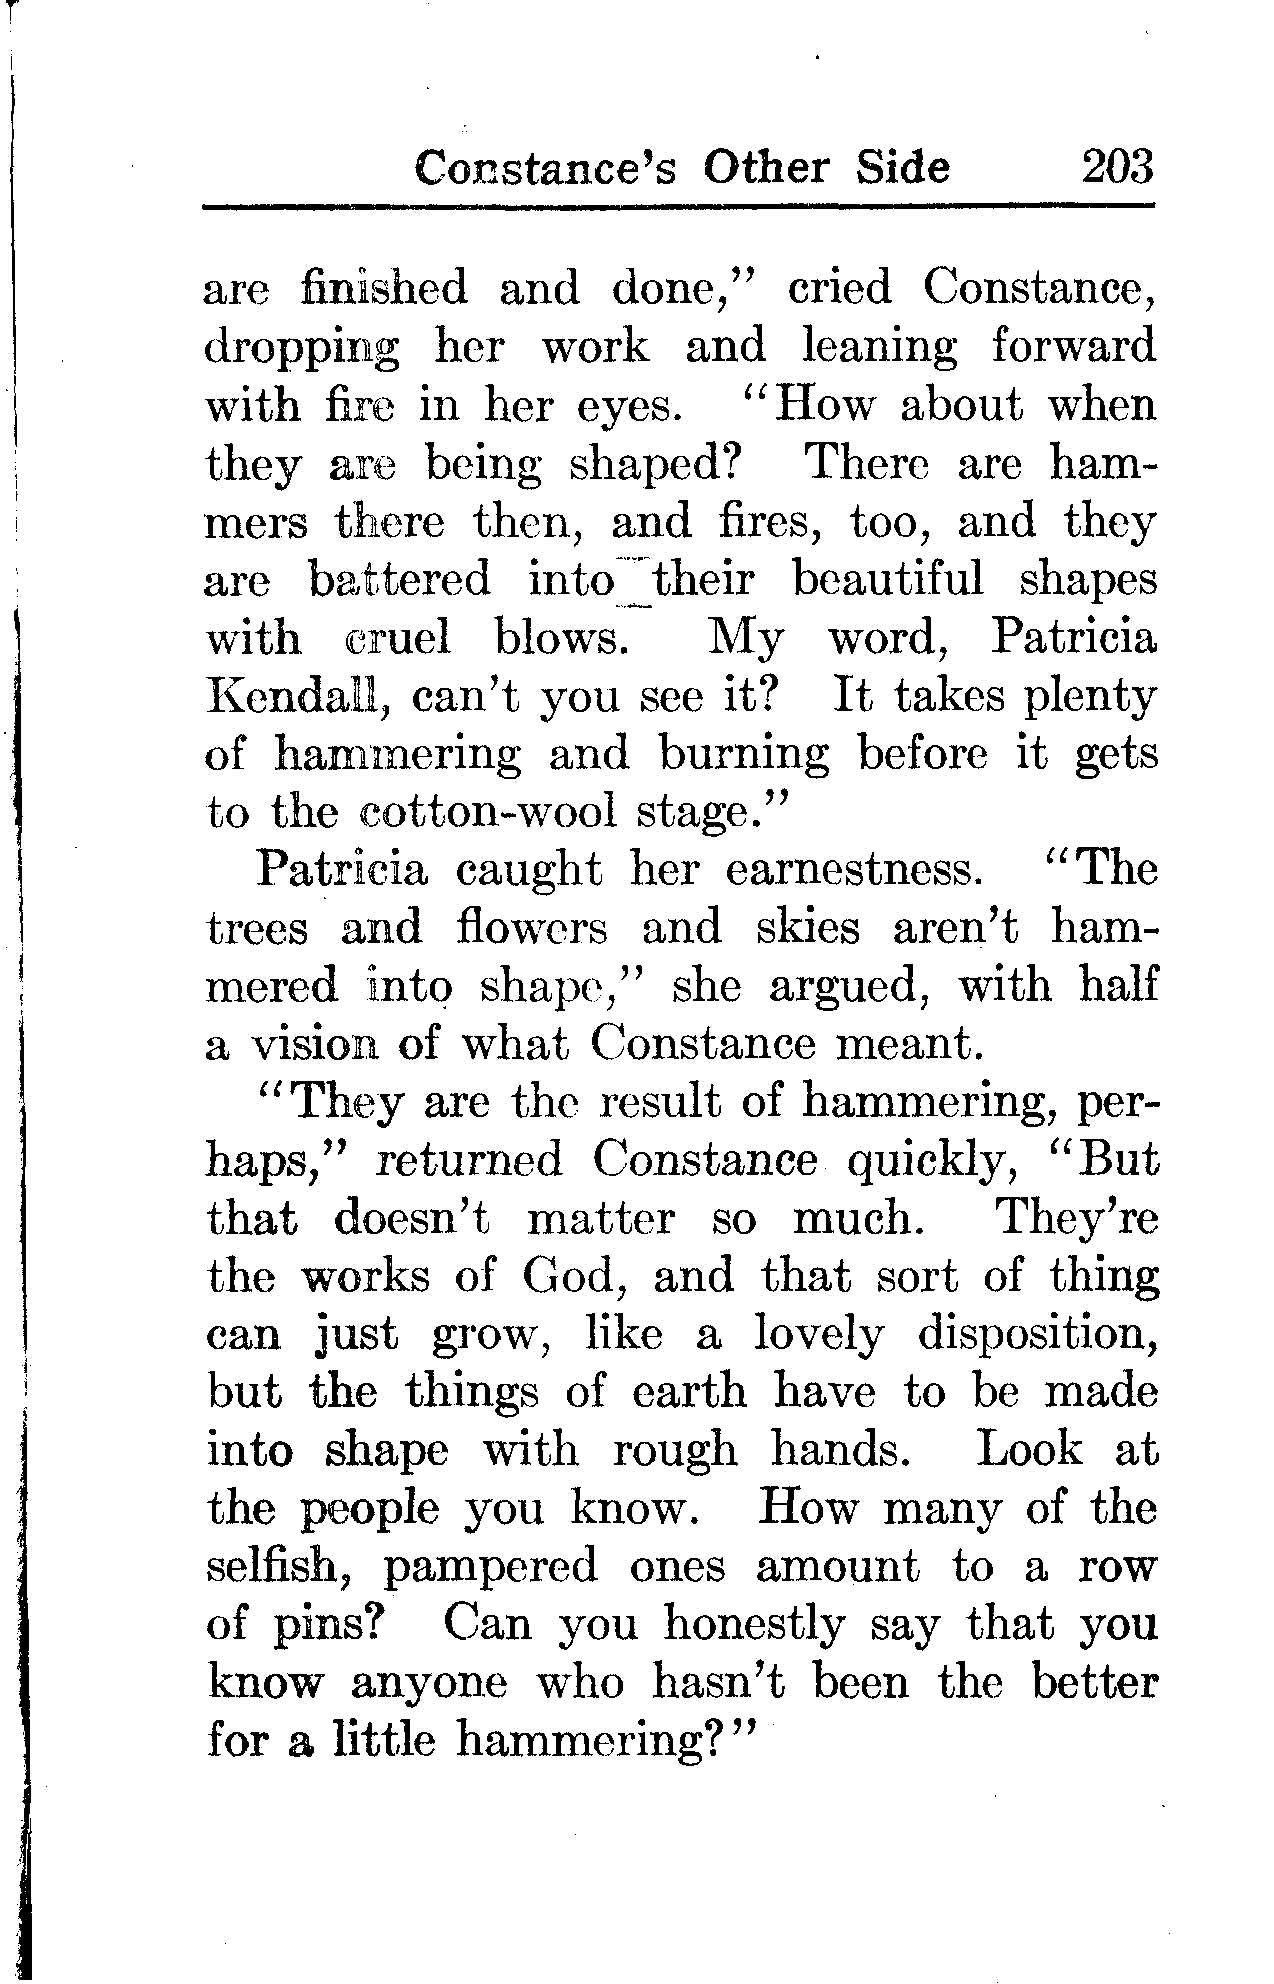 Constance's Other Side 203
are finished and done," cried Constance,
dropping her work and leaning forward
with fire in her eyes. "How about when
they are being shaped? There are ham-
mers there then, and fires, too, and they
are battered into their beautiful shapes
with cruel blows. My word, Patricia
Kendall, can't you see it? It takes plenty
of hammering and burning before it gets
to the cotton-wool stage."
Patricia caught her earnestness. "The
trees and flowers and skies aren't ham-
mered into shape," she argued, with half
a vision of what Constance meant.
"They are the result of hammering, per-
haps," returned Constance quickly, "But
that doesn't matter so much. They're
the works of God, and that sort of thing
can just grow, like a lovely disposition,
but the things of earth have to be made
into shape with rough hands. Look at
the people you know. How many of the
selfish, pampered ones amount to a row
of pins? Can you honestly say that you
know anyone who hasn't been the better
for a little hammering?"